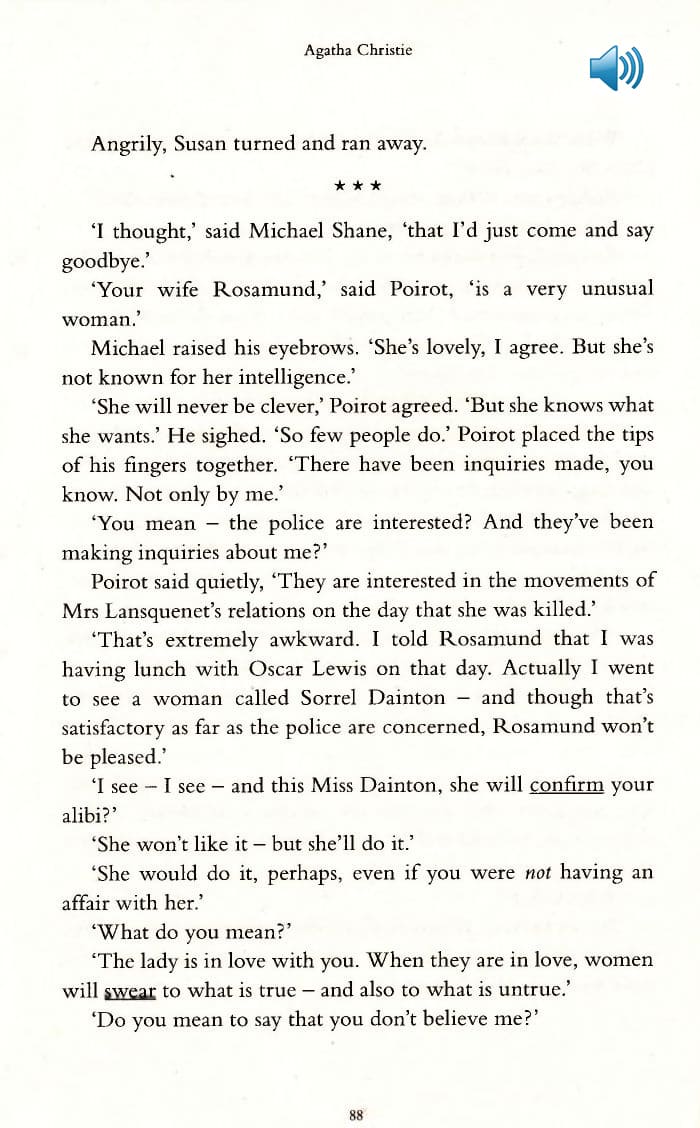 Agatha Christie
Angrily, Susan turned and ran away.
★ ★ ★
‘I thought,’ said Michael Shane, ‘that I’d just come and say
goodbye.’
‘Your wife Rosamund,’ said Poirot, ‘is a very unusual
woman.’
Michael raised his eyebrows. ‘She’s lovely, I agree. But she’s
not known for her intelligence.’
‘She will never be clever,’ Poirot agreed. ‘But she knows what
she wants.’ He sighed. ‘So few people do.’ Poirot placed the tips
of his fingers together. ‘There have been inquiries made, you
know. Not only by me.’
‘You mean – the police are interested? And they’ve been
making inquiries about me?’
Poirot said quietly, ‘They are interested in the movements of
Mrs Lansquenet’s relations on the day that she was killed.’
‘That’s extremely awkward. I told Rosamund that I was
having lunch with Oscar Lewis on that day. Actually I went
to see a woman called Sorrel Dainton – and though that’s
satisfactory as far as the police are concerned, Rosamund won’t
be pleased.’
‘I see – I see – and this Miss Dainton, she will confirm your
alibi?’
‘She won’t like it – but she’ll do it.’
‘She would do it, perhaps, even if you were not having an
affair with her.’
‘What do you mean?’
‘The lady is in love with you. When they are in love, women
will swear to what is true – and also to what is untrue.’
‘Do you mean to say that you don’t believe me?’
88